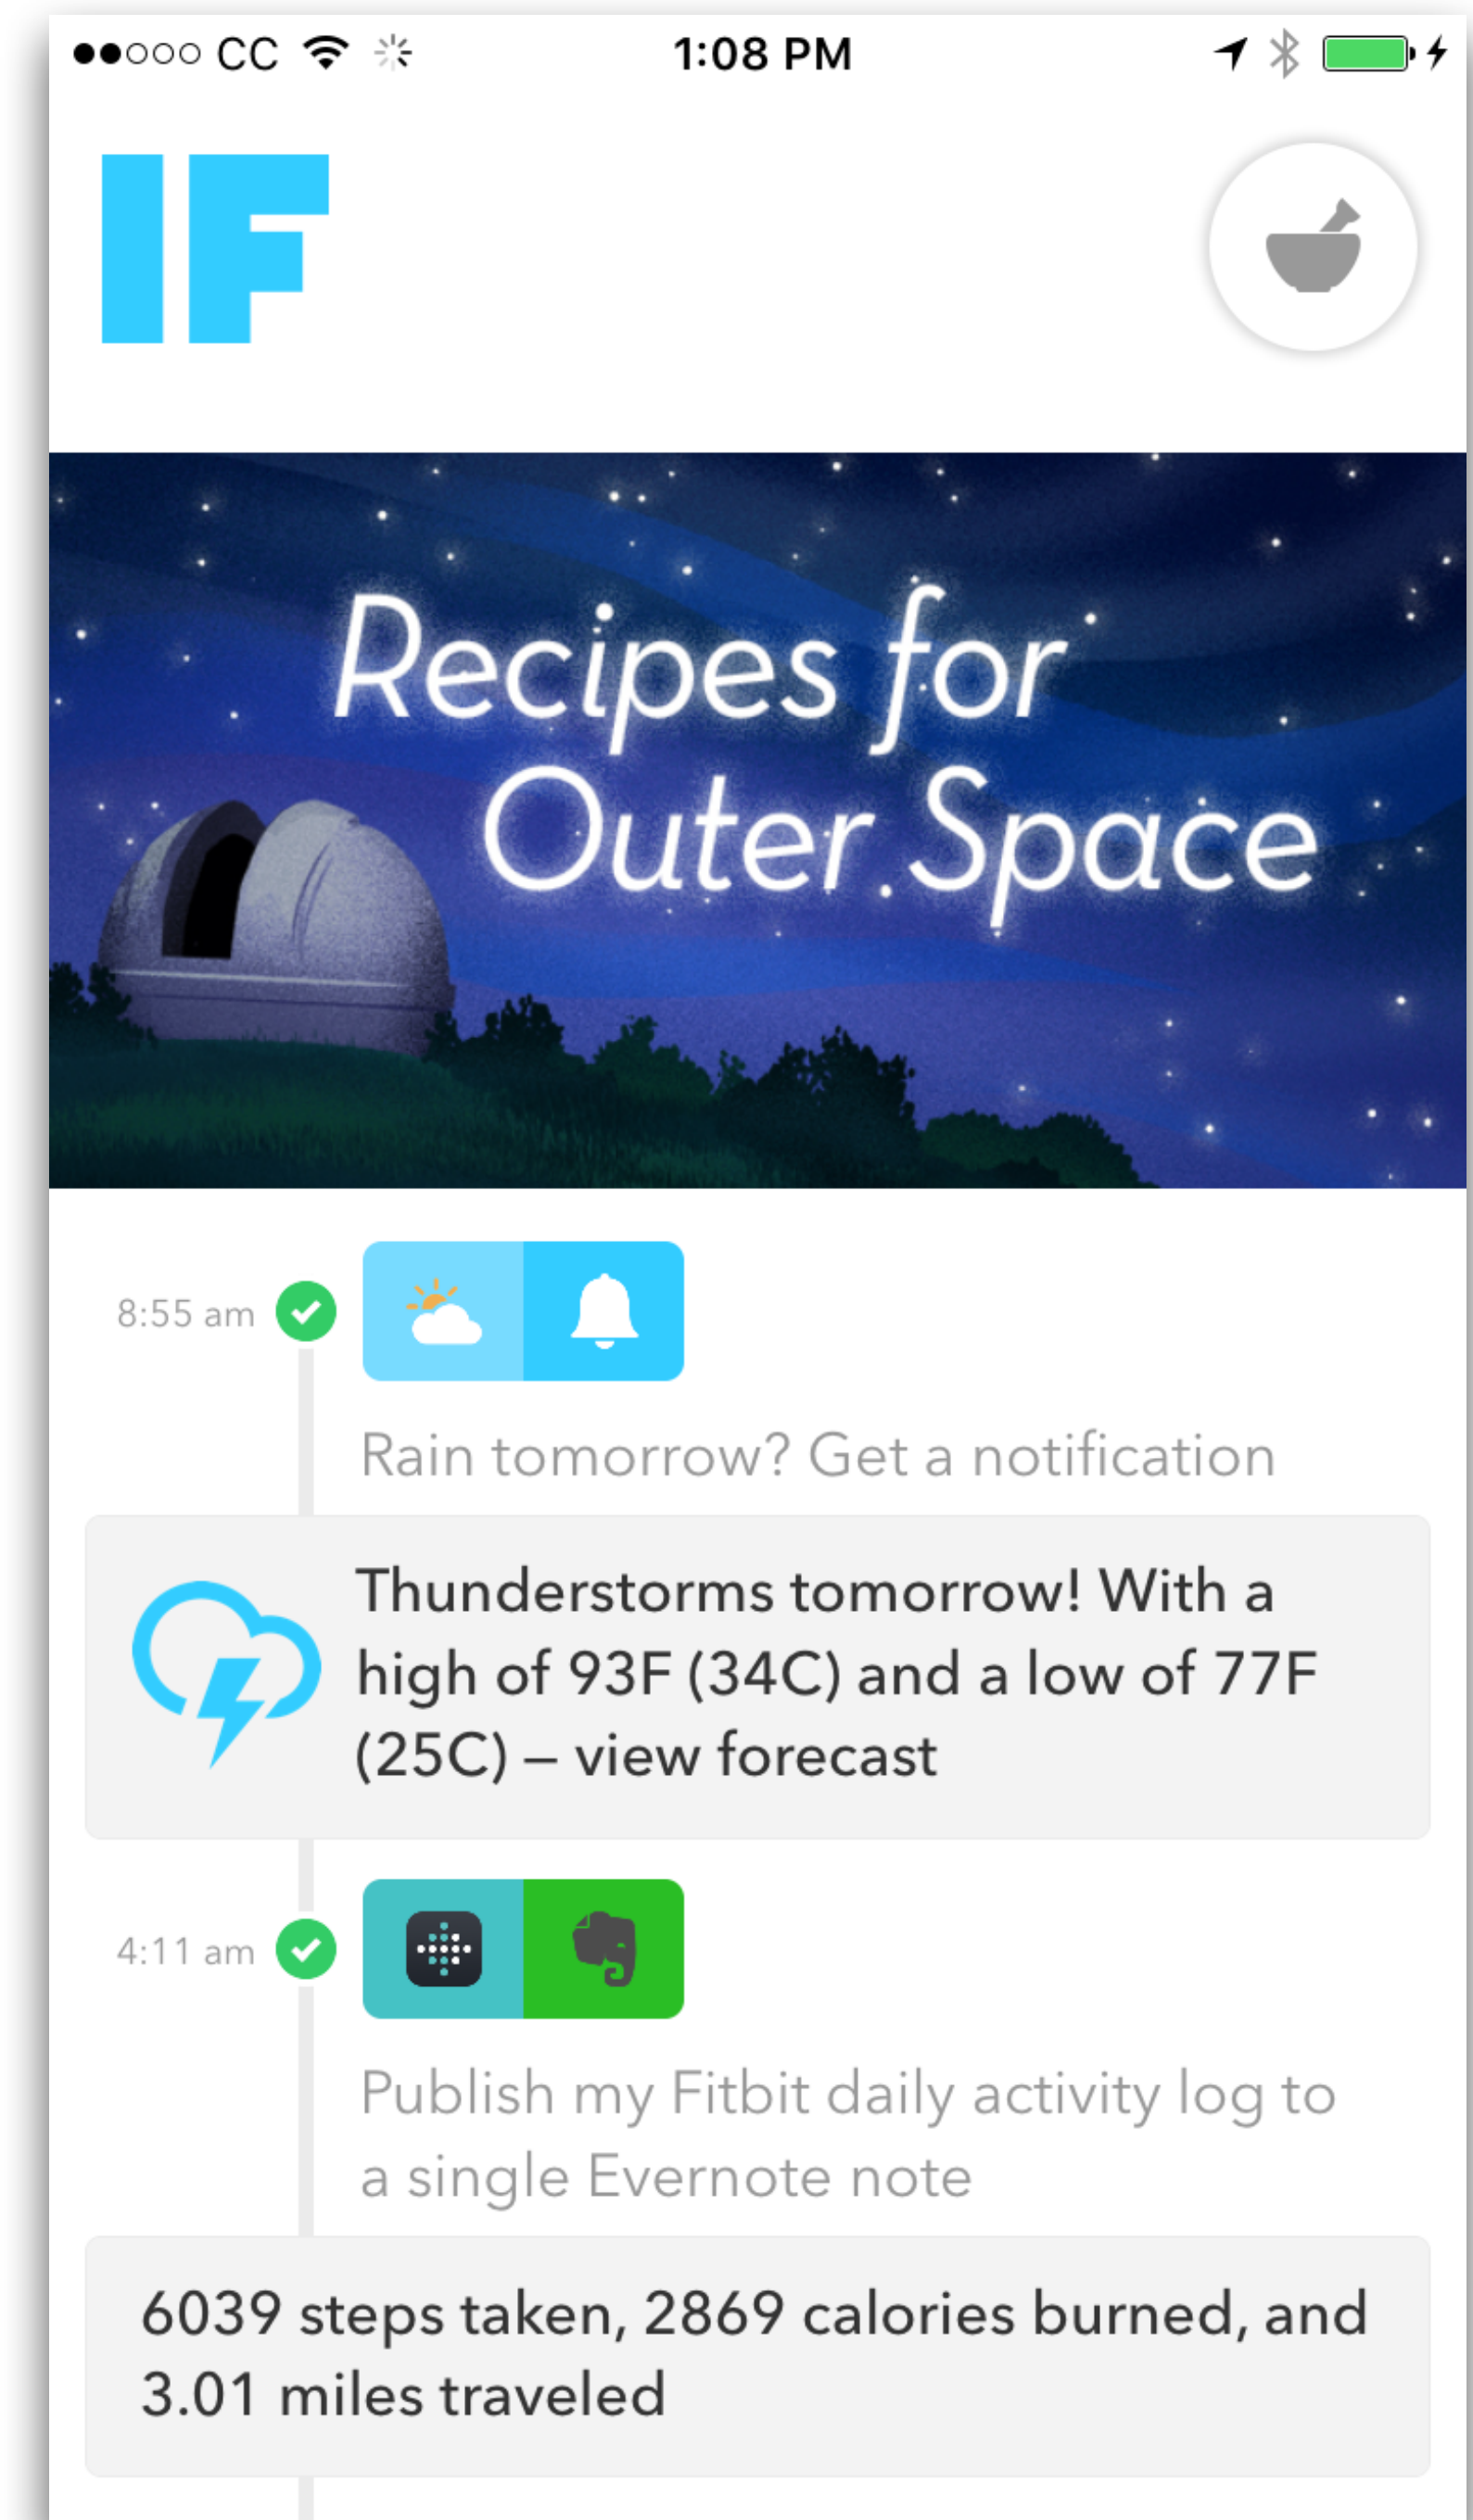 CC
1:08 PM
IF
Recipes for
Outer Space
8:55 am
Rain tomorrow? Get a notification
Thunderstorms tomorrow! With a
high of 93F (34C) and a low of 77F
(25C) – view forecast
4:11 am
Publish my Fitbit daily activity log to
a single Evernote note
6039 steps taken, 2869 calories burned, and
3.01 miles traveled